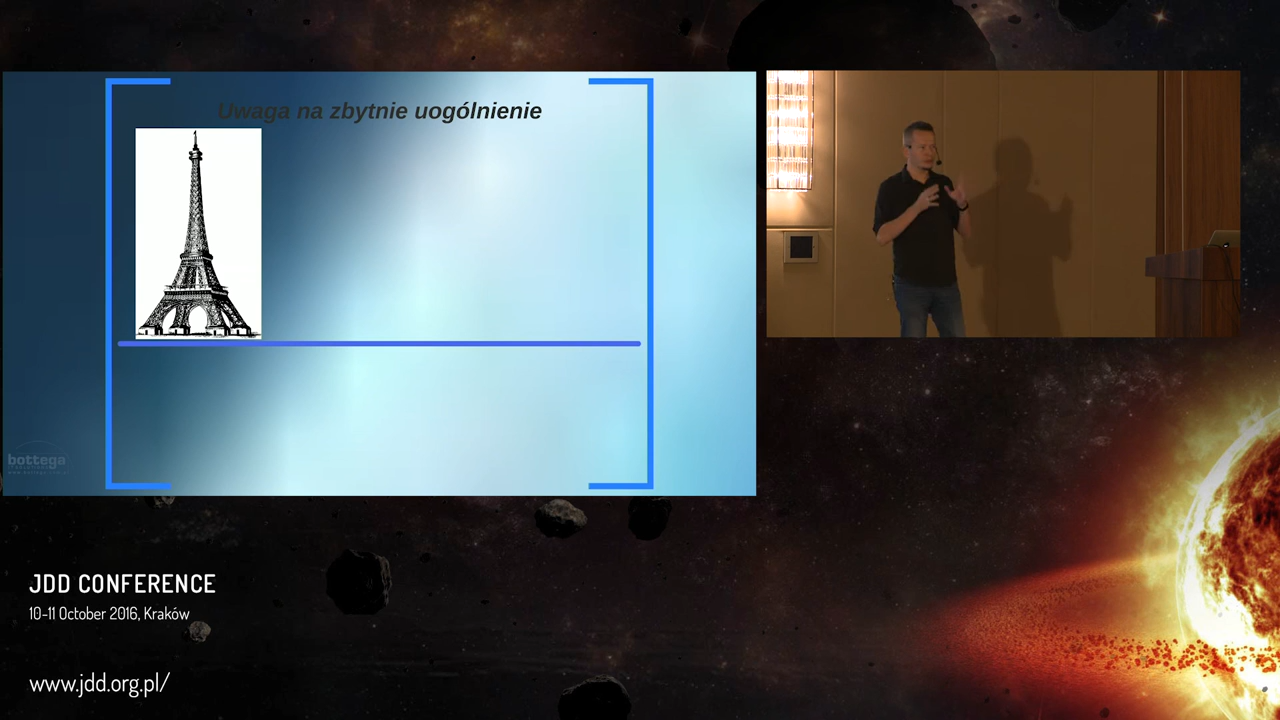 Uwaga na zbytnie uogólnienie
bottega
JDD CONFERENCE
10-11 October 2016, Kraków
www.jdd.org.pl/